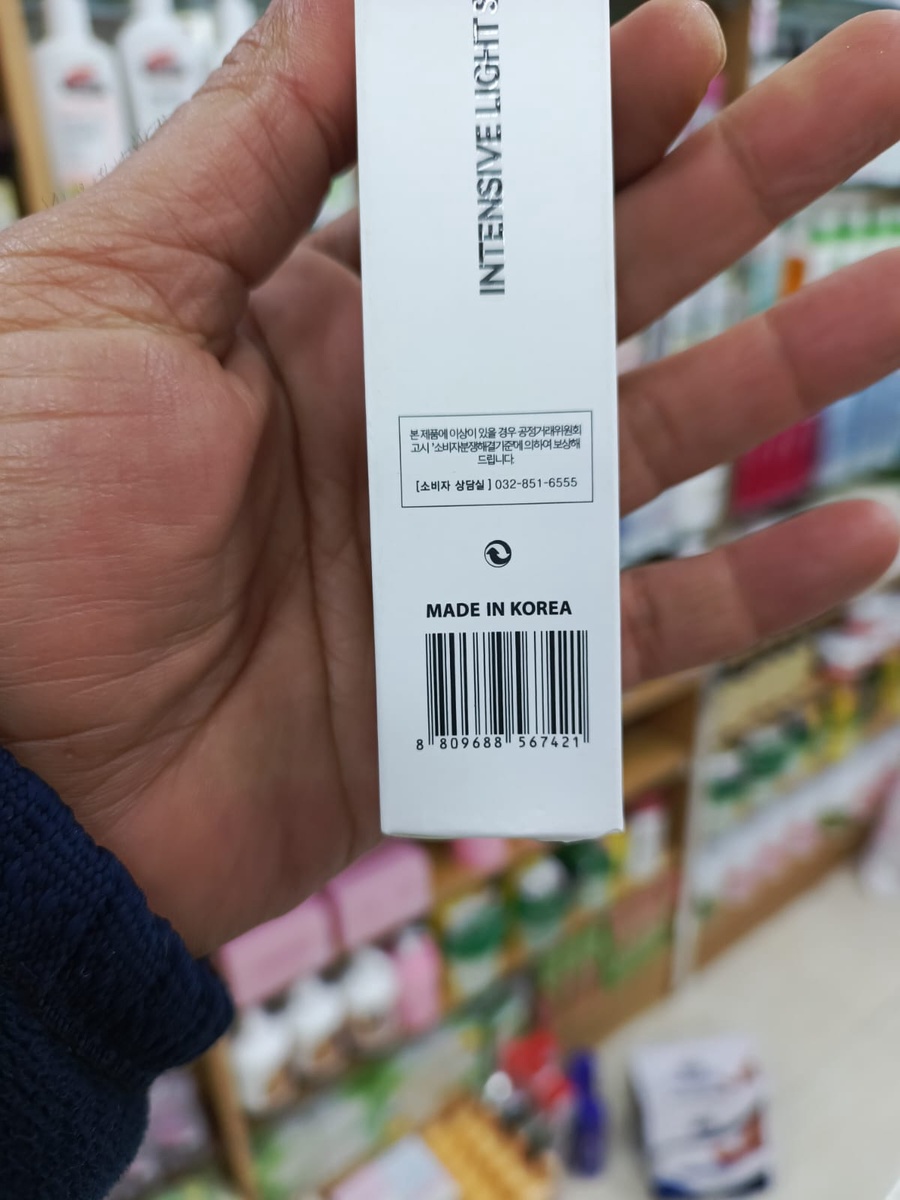 INTENSIVE LIGHT S
본 제품에 이상이 있을 경우 공정거래위원회
고시 '소비자분쟁해결기준'에 의하여 보상해
드립니다.
[소비자 상담실] 032-851-6555
MADE IN KOREA
8 809688 567421